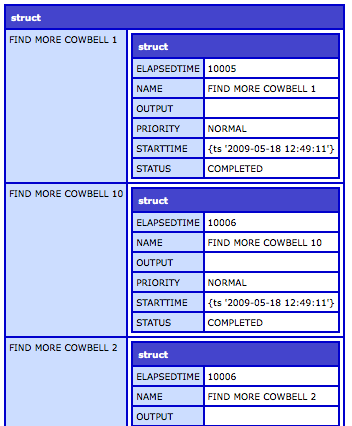 struct
FIND MORE COWBELL 1
struct
ELAPSEDTIME 10005
NAME FIND MORE COWBELL 1
OUTPUT
PRIORITY NORMAL
STARTTIME {ts '2009-05-18 12:49:11'}
STATUS COMPLETED
FIND MORE COWBELL 10
struct
ELAPSEDTIME 10006
NAME FIND MORE COWBELL 10
OUTPUT
PRIORITY NORMAL
STARTTIME {ts '2009-05-18 12:49:11'}
STATUS COMPLETED
FIND MORE COWBELL 2
struct
ELAPSEDTIME 10006
NAME FIND MORE COWBELL 2
OUTPUT